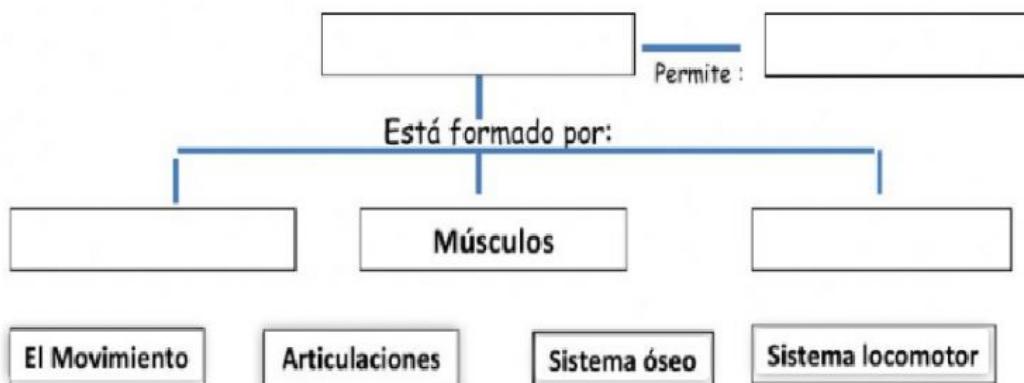 Permite :
Está formado por:
Músculos
El Movimiento
Articulaciones
Sistema óseo
Sistema locomotor